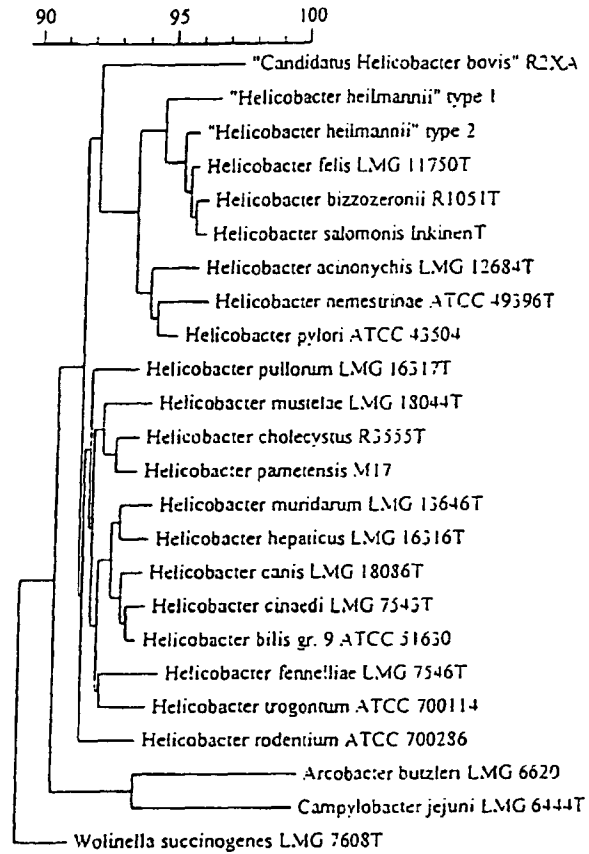 90 95 100
"Candidatus Helicobacter bovis" R2XA
"Helicobacter heilmannii" type 1
"Helicobacter heilmannii" type 2
Helicobacter felis LMG 11750T
Helicobacter bizzozeronii R1051T
Helicobacter salomonis InkinenT
Helicobacter acinonychis LMG 12684T
Helicobacter nemestrinae ATCC 49396T
Helicobacter pylori ATCC 43504
Helicobacter pullorum LMG 16317T
Helicobacter mustelae LMG 18044T
Helicobacter cholecystus R3555T
Helicobacter pametensis M17
Helicobacter muridarum LMG 13646T
Helicobacter hepaticus LMG 16316T
Helicobacter canis LMG 18086T
Helicobacter cinaedi LMG 7543T
Helicobacter bilis gr. 9 ATCC 51630
Helicobacter fennelliae LMG 7546T
Helicobacter trogontum ATCC 700114
Helicobacter rodentium ATCC 700286
Arcobacter butzleri LMG 6620
Campylobacter jejuni LMG 6444T
Wolinella succinogenes LMG 7608T